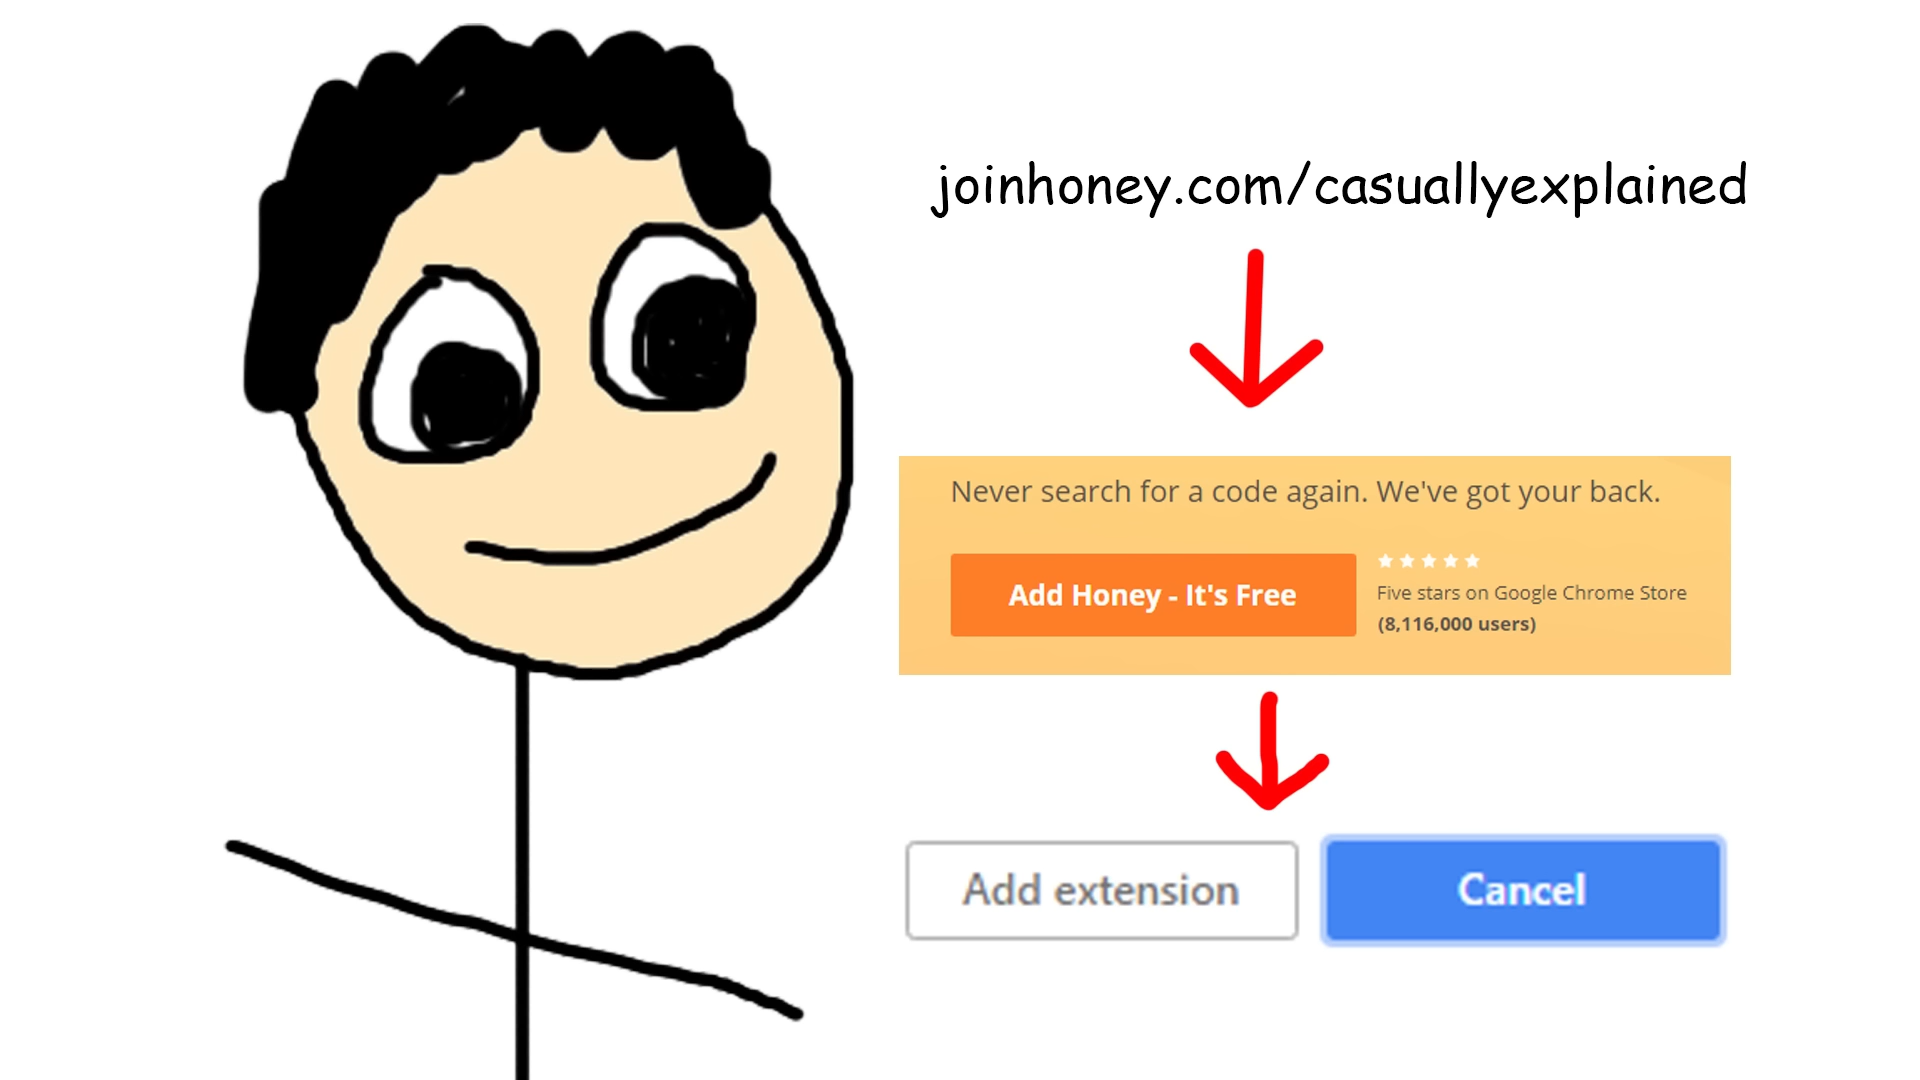 joinhoney.com/casuallyexplained
Never search for a code again. We've got your back.
Add Honey - It's Free
Five stars on Google Chrome Store
(8,116,000 users)
Add extension
Cancel